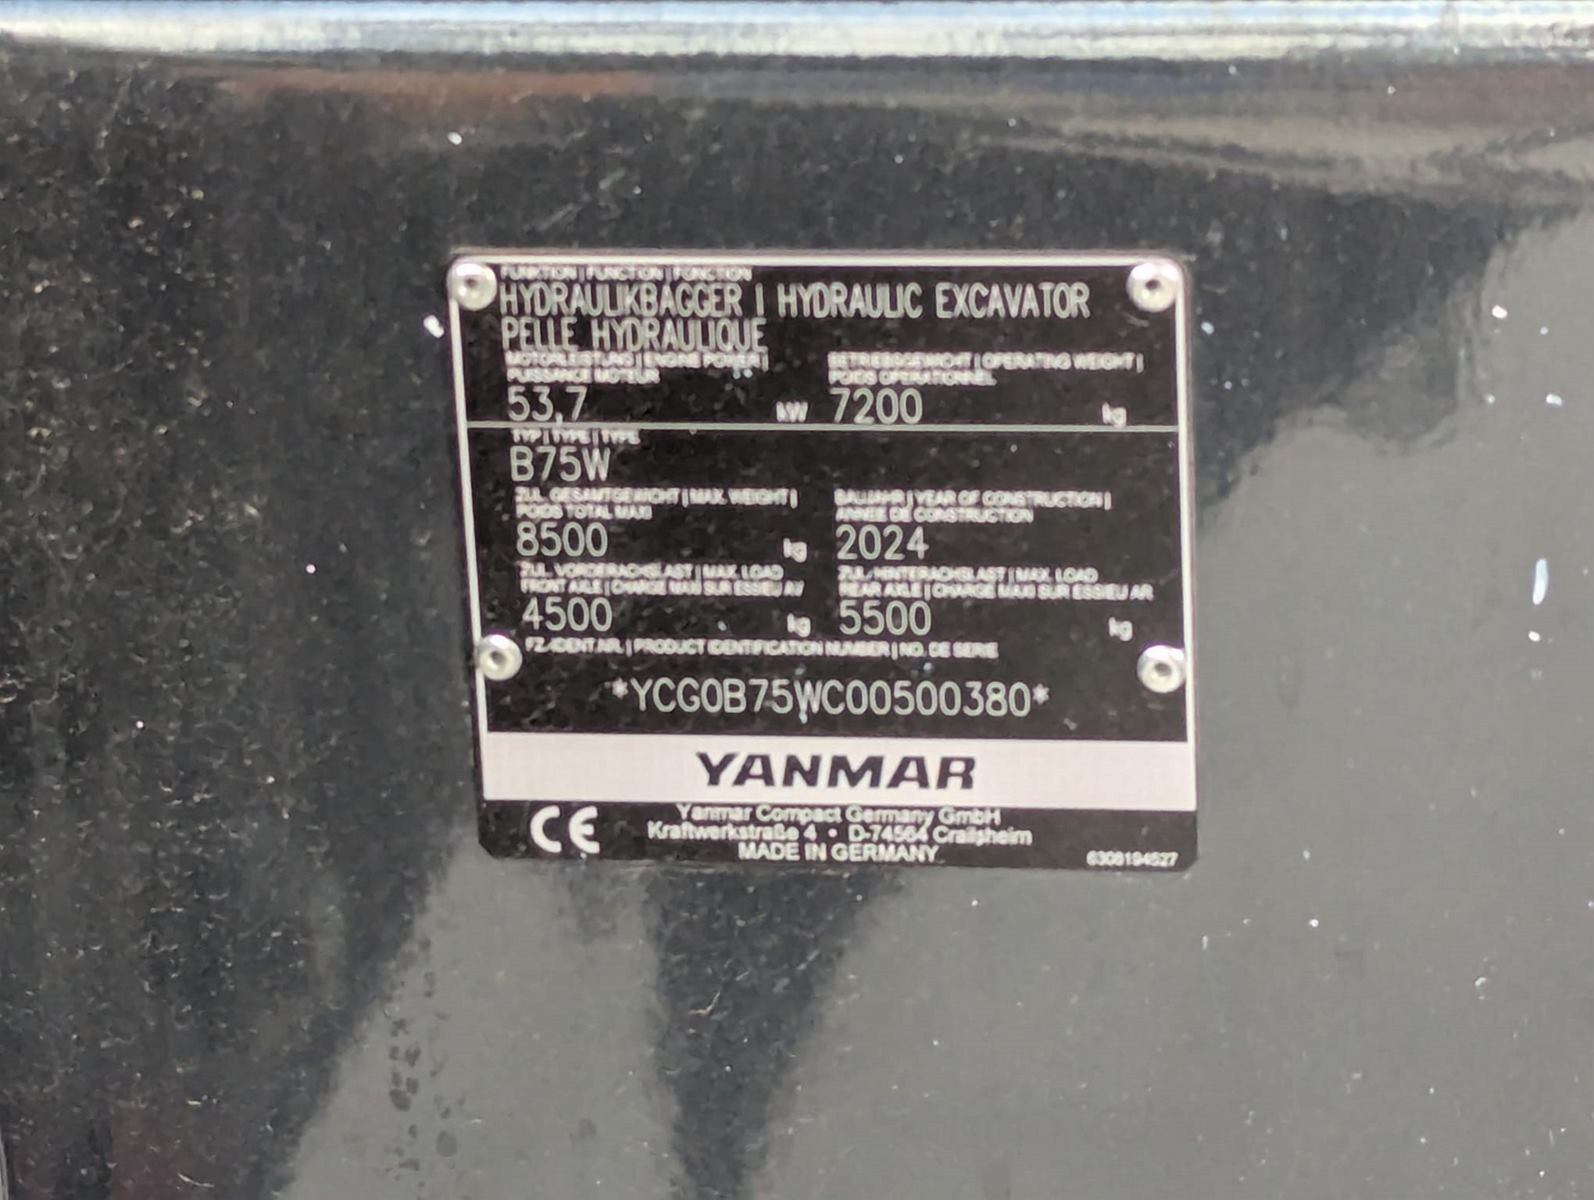 FUNKTION | FUNCTION | FONCTION
HYDRAULIKBAGGER | HYDRAULIC EXCAVATOR
PELLE HYDRAULIQUE
MOTORLEISTUNG | ENGINE POWER | BETRIEBSGEWICHT | OPERATING WEIGHT |
PUISSANCE MOTEUR POIDS OPERATIONNEL
53,7 kW 7200 kg
TYP | TYPE | TYPE
B75W
ZUL. GESAMTGEWICHT | MAX. WEIGHT | BAUJAHR | YEAR OF CONSTRUCTION |
POIDS TOTAL MAXI ANNEE DE CONSTRUCTION
8500 kg 2024
ZUL. VORDERACHSLAST | MAX. LOAD ZUL. HINTERACHSLAST | MAX. LOAD
FRONT AXLE | CHARGE MAXI SUR ESSIEU AV REAR AXLE | CHARGE MAXI SUR ESSIEU AR
4500 kg 5500 kg
FZ.-IDENT.NR. | PRODUCT IDENTIFICATION NUMBER | NO. DE SERIE
*YCG0B75WC00500380*
YANMAR
CE
Yanmar Compact Germany GmbH
Kraftwerkstraße 4 • D-74564 Crailsheim
MADE IN GERMANY 6308194527